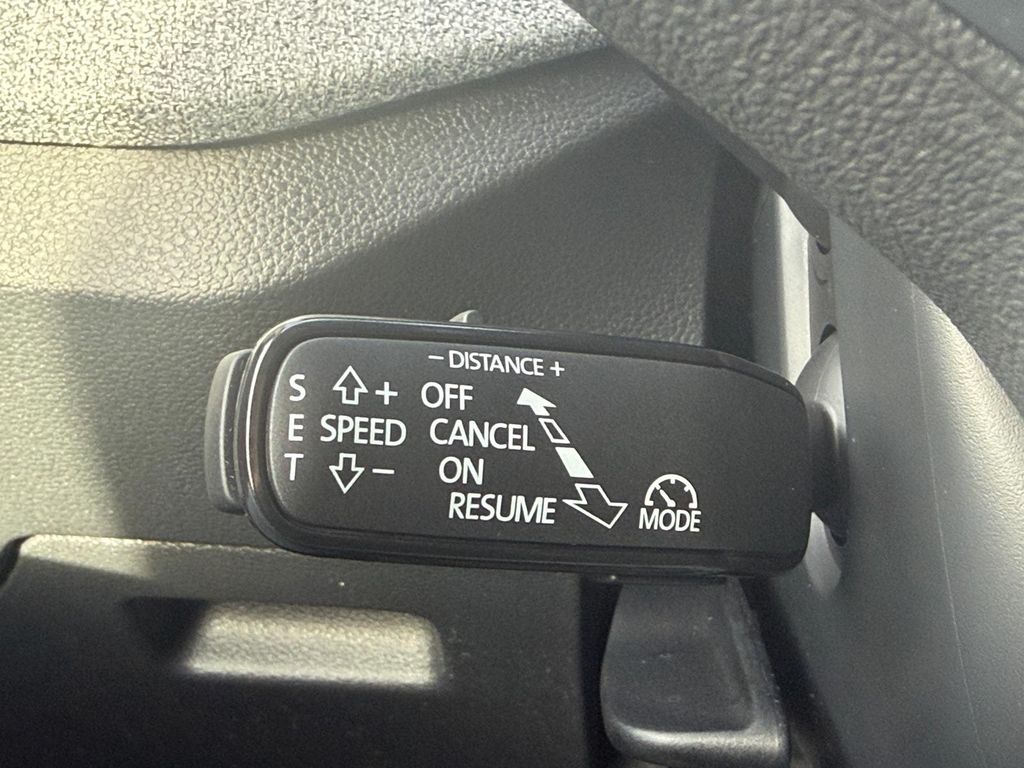 - DISTANCE +
S + OFF
E SPEED CANCEL
T - ON
RESUME
MODE